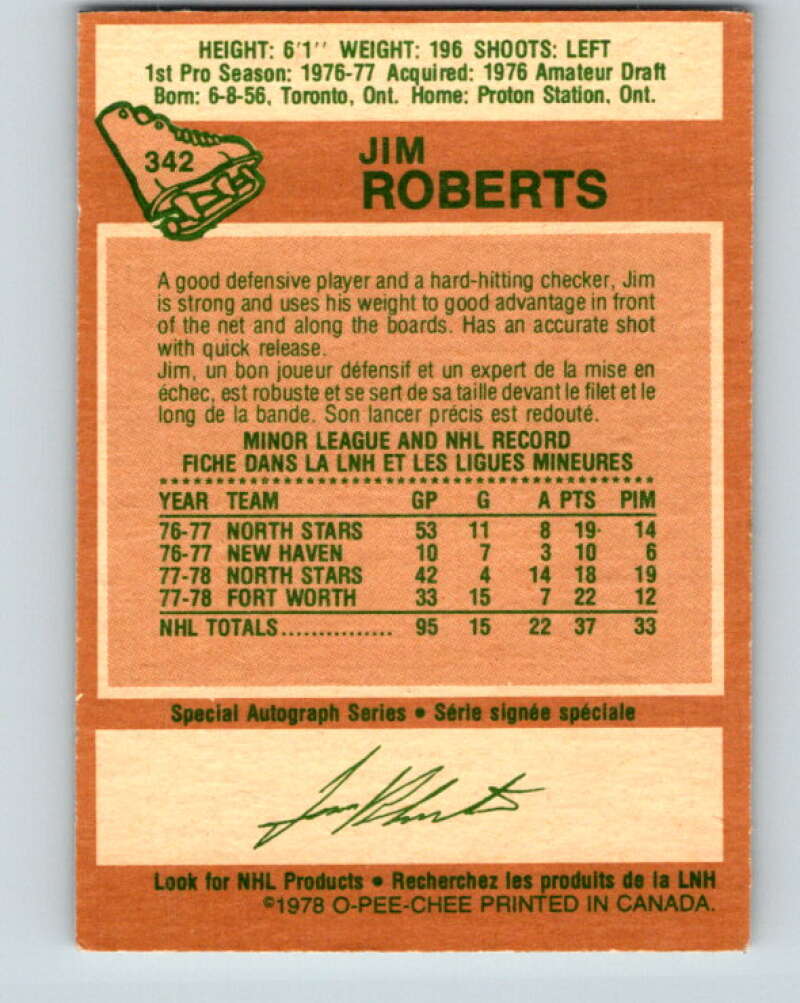 HEIGHT: 6'1'' WEIGHT: 196 SHOOTS: LEFT
1st Pro Season: 1976-77 Acquired: 1976 Amateur Draft
Born: 6-8-56, Toronto, Ont. Home: Proton Station, Ont.
342
JIM
ROBERTS
A good defensive player and a hard-hitting checker, Jim
is strong and uses his weight to good advantage in front
of the net and along the boards. Has an accurate shot
with quick release.
Jim, un bon joueur défensif et un expert de la mise en
échec, est robuste et se sert de sa taille devant le filet et le
long de la bande. Son lancer précis est redouté.
MINOR LEAGUE AND NHL RECORD
FICHE DANS LA LNH ET LES LIGUES MINEURES
YEAR TEAM GP G A PTS PIM
76-77 NORTH STARS 53 11 8 19 14
76-77 NEW HAVEN 10 7 3 10 6
77-78 NORTH STARS 42 4 14 18 19
77-78 FORT WORTH 33 15 7 22 12
NHL TOTALS............... 95 15 22 37 33
Special Autograph Series • Série signée spéciale
Jim Roberts
Look for NHL Products • Recherchez les produits de la LNH
©1978 O-PEE-CHEE PRINTED IN CANADA.